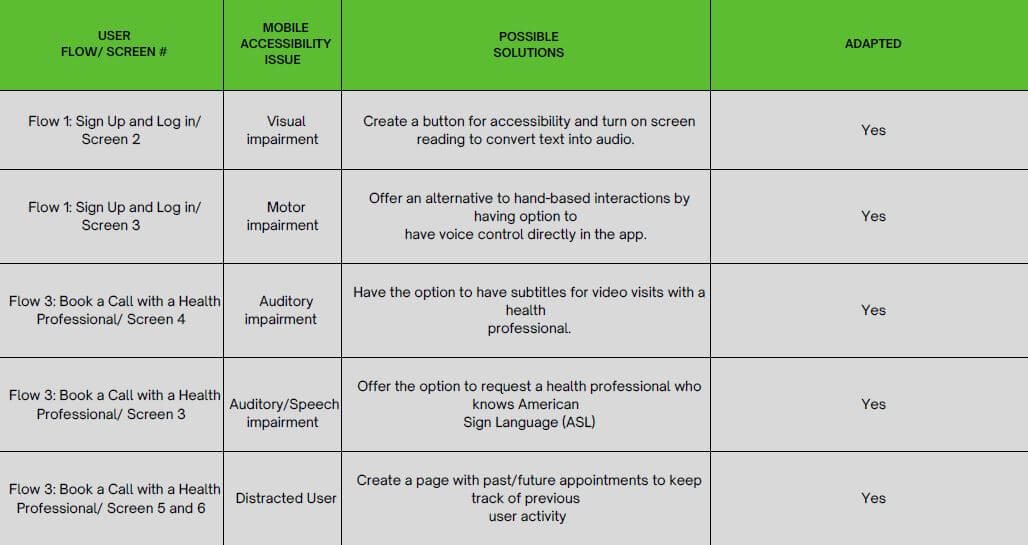 USER
FLOW/ SCREEN #
MOBILE
ACCESSIBILITY
ISSUE
POSSIBLE
SOLUTIONS
ADAPTED
Flow 1: Sign Up and Log in/
Screen 2
Visual
impairment
Create a button for accessibility and turn on screen
reading to convert text into audio.
Yes
Flow 1: Sign Up and Log in/
Screen 3
Motor
impairment
Offer an alternative to hand-based interactions by
having option to
have voice control directly in the app.
Yes
Flow 3: Book a Call with a Health
Professional/ Screen 4
Auditory
impairment
Have the option to have subtitles for video visits with a
health
professional.
Yes
Flow 3: Book a Call with a Health
Professional/ Screen 3
Auditory/Speech
impairment
Offer the option to request a health professional who
knows American
Sign Language (ASL)
Yes
Flow 3: Book a Call with a Health
Professional/ Screen 5 and 6
Distracted User
Create a page with past/future appointments to keep
track of previous
user activity
Yes